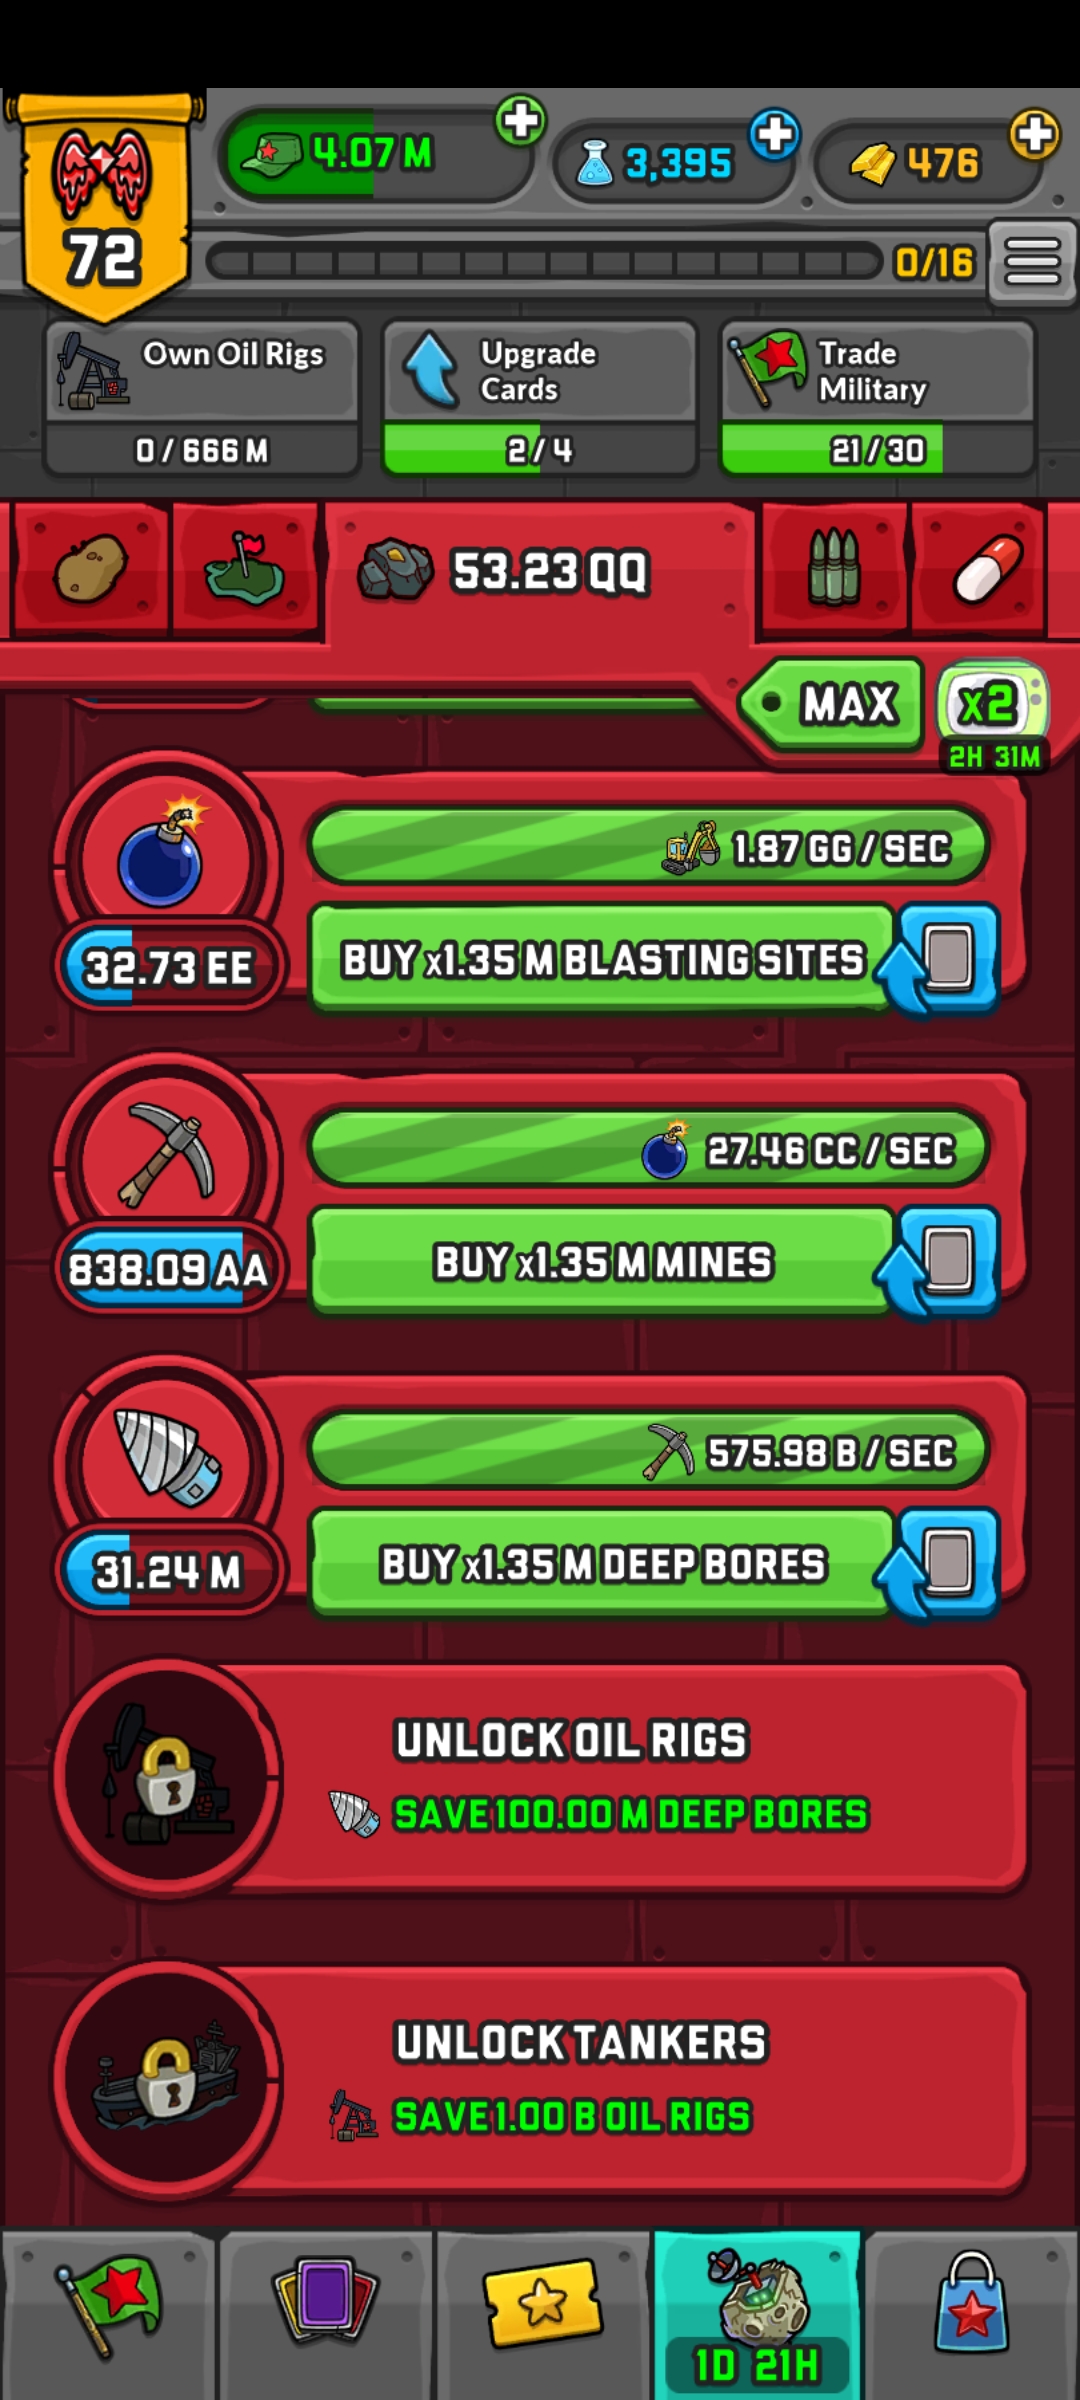 4.07 M
3,395
476
72
0/16
Own Oil Rigs
0 / 666 M
Upgrade
Cards
2 / 4
Trade
Military
21 / 30
53.23 QQ
MAX
x2
2H 31M
1.87 GG / SEC
32.73 EE
BUY x1.35 M BLASTING SITES
27.46 CC / SEC
838.09 AA
BUY x1.35 M MINES
575.98 B / SEC
31.24 M
BUY x1.35 M DEEP BORES
UNLOCK OIL RIGS
SAVE 100.00 M DEEP BORES
UNLOCK TANKERS
SAVE 1.00 B OIL RIGS
1D 21H